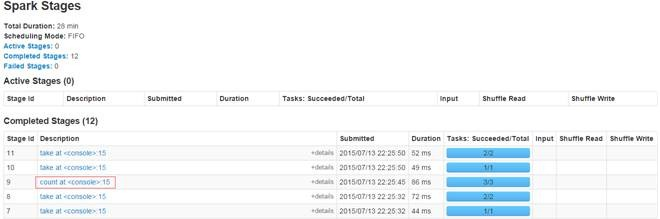 Spark Stages
Total Duration: 28 min
Scheduling Mode: FIFO
Active Stages: 0
Completed Stages: 12
Failed Stages: 0
Active Stages (0)
Stage Id Description Submitted Duration Tasks: Succeeded/Total Input Shuffle Read Shuffle Write
Completed Stages (12)
Stage Id Description Submitted Duration Tasks: Succeeded/Total Input Shuffle Read Shuffle Write
11 take at <console>:15 +details 2015/07/13 22:25:50 52 ms 2/2
10 take at <console>:15 +details 2015/07/13 22:25:50 49 ms 1/1
9 count at <console>:15 +details 2015/07/13 22:25:45 86 ms 3/3
8 take at <console>:15 +details 2015/07/13 22:25:32 72 ms 2/2
7 take at <console>:15 +details 2015/07/13 22:25:32 44 ms 1/1